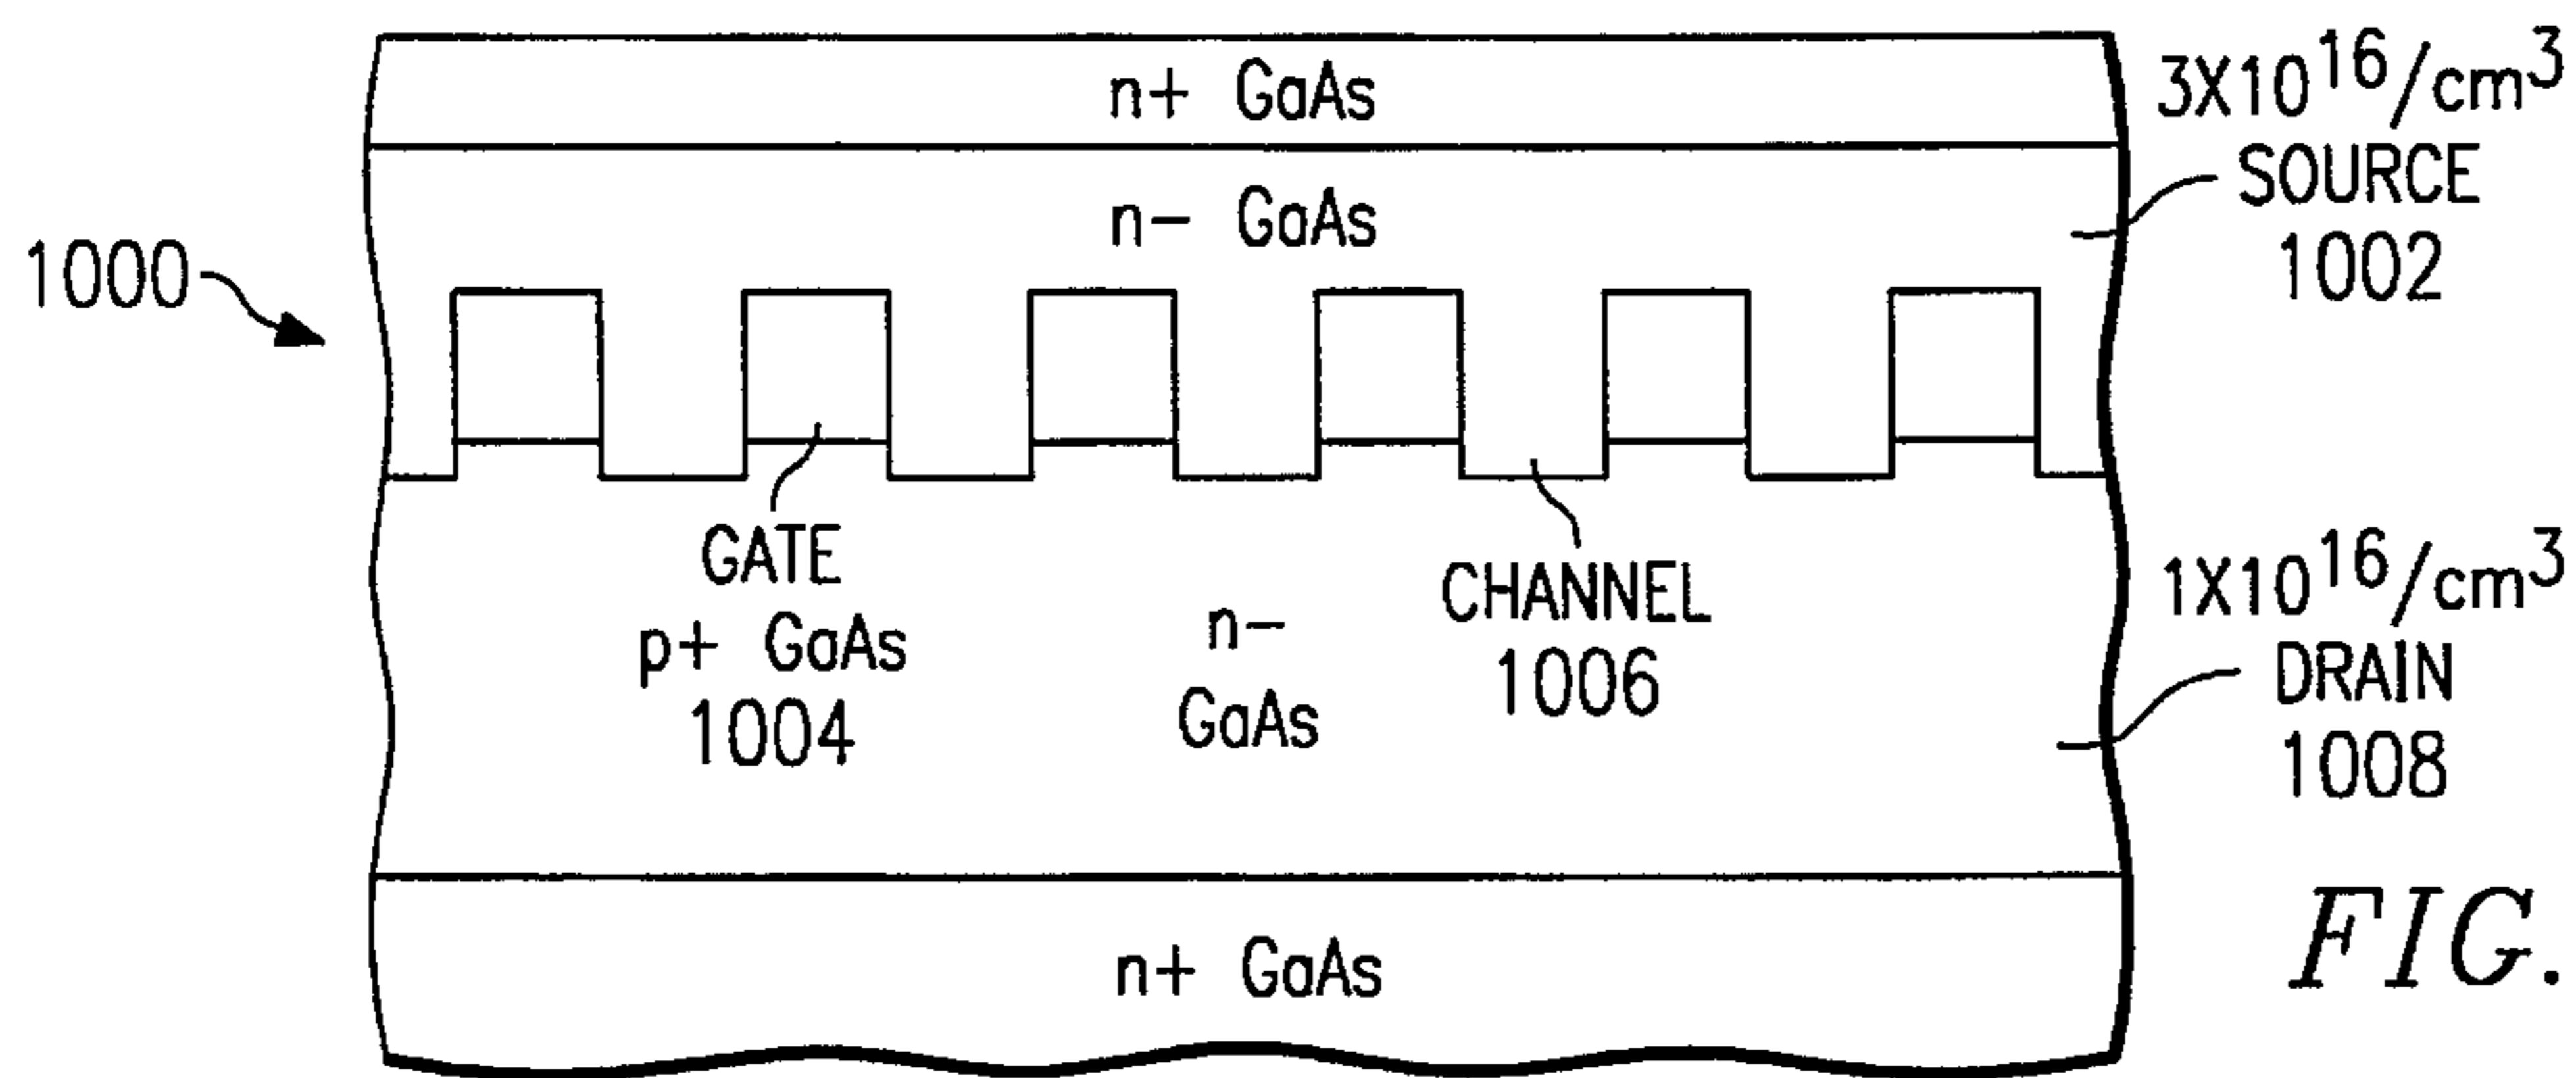 n+ GaAs
3X10^16/cm^3
n- GaAs
SOURCE
1002
1000
GATE
p+ GaAs
1004
n-
GaAs
CHANNEL
1006
1X10^16/cm^3
DRAIN
1008
n+ GaAs
FIG.